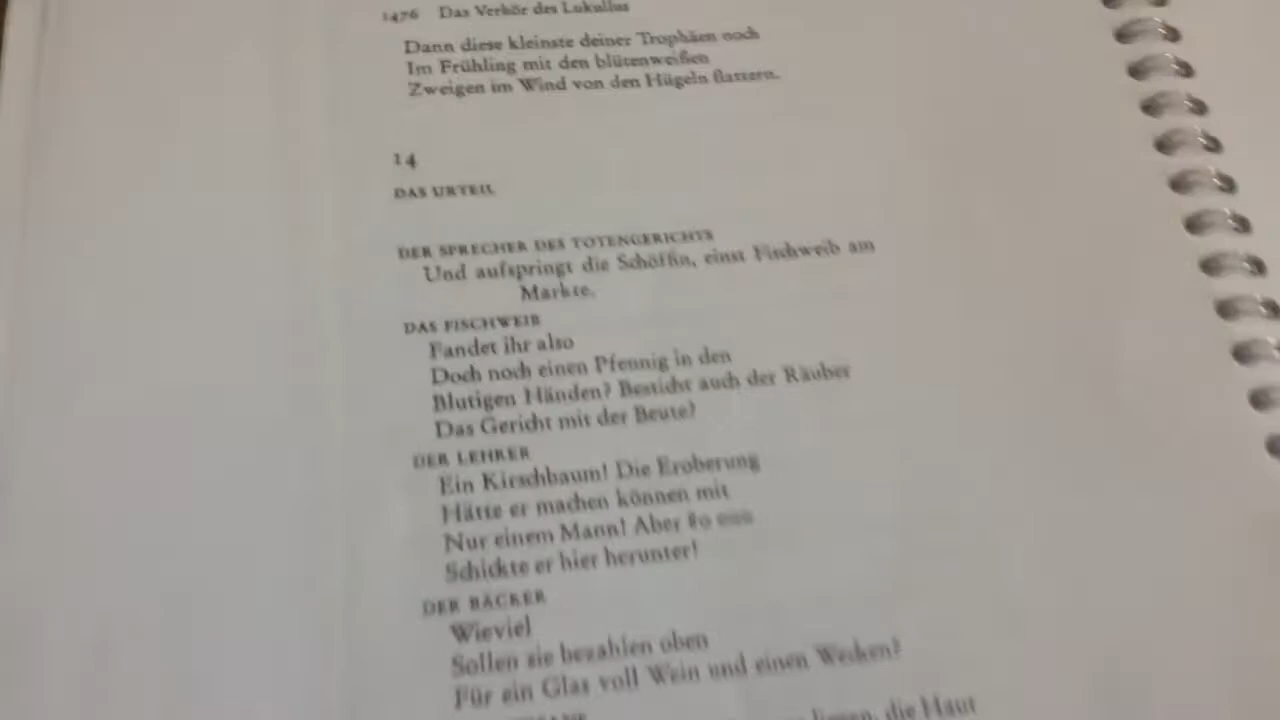 1476 Das Verhör des Lukullus
Dann diese kleinste deiner Trophäen noch
Im Frühling mit den blütenweißen
Zweigen im Wind von den Hügeln flattern.
14
DAS URTEIL
DER SPRECHER DES TOTENGERICHTS
Und aufspringt die Schöffin, einst Fischweib am
Markte.
DAS FISCHWEIB
Fandet ihr also
Doch noch einen Pfennig in den
Blutigen Händen? Besticht auch der Räuber
Das Gericht mit der Beute?
DER LEHRER
Ein Kirschbaum! Die Eroberung
Hätte er machen können mit
Nur einem Mann! Aber 80 000
Schickte er hier herunter!
DER BÄCKER
Wieviel
Sollen sie bezahlen oben
Für ein Glas voll Wein und einen Wecken?
liegen, die Haut